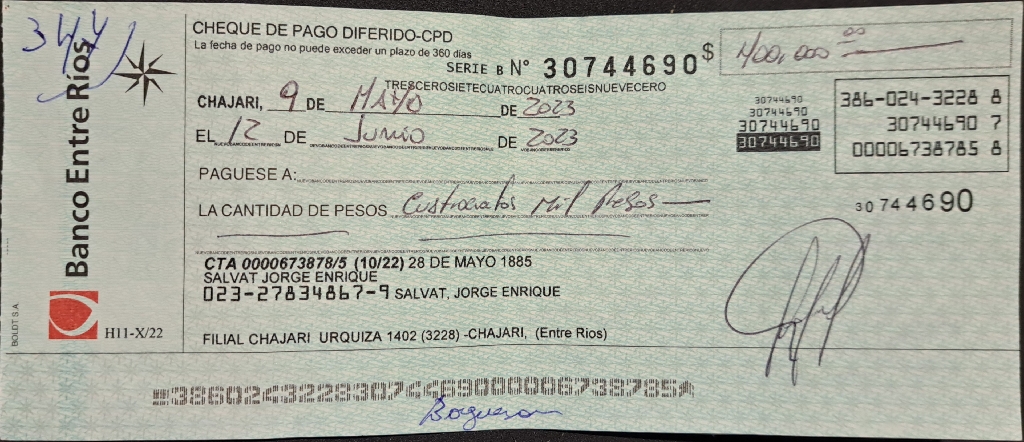 344
Banco Entre Ríos
BOLDT S.A.
H11-X/22
CHEQUE DE PAGO DIFERIDO-CPD
La fecha de pago no puede exceder un plazo de 360 días
SERIE B N° 30744690
TRESCEROSIETECUATROCUATROSEISNUEVECERO
$ 400,000 00
CHAJARI, 9 DE MAYO DE 2023
EL 12 DE Junio DE 2023
30744690
30744690
30744690
30744690
386-024-3228 8
30744690 7
00006738785 8
PAGUESE A:
LA CANTIDAD DE PESOS Custrocatos Mil Pesos
30744690
CTA 0000673878/5 (10/22) 28 DE MAYO 1885
SALVAT JORGE ENRIQUE
023-27834867-9 SALVAT, JORGE ENRIQUE
FILIAL CHAJARI URQUIZA 1402 (3228) -CHAJARI, (Entre Rios)
38602432283074469000006738785